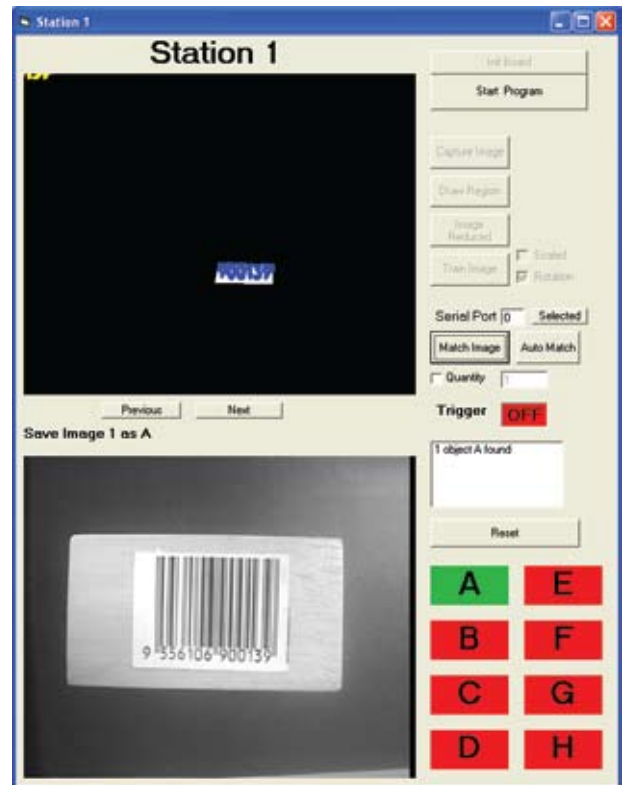 Station 1
Station 1
Init Board
Start Program
Capture Image
Draw Region
Image
Reduced
Train Image
Scaled
Rotation
900139
Serial Port 0 Selected
Match Image Auto Match
Quantity 1
Previous Next
Trigger OFF
Save Image 1 as A
1 object A found
Reset
9 556106 900139
A E
B F
C G
D H